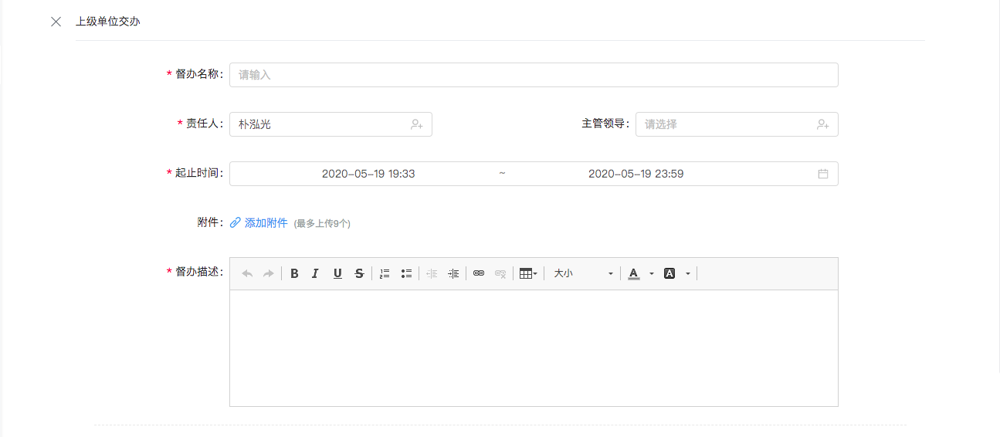 上级单位交办
* 督办名称： 请输入
* 责任人： 朴泓光 主管领导： 请选择
* 起止时间： 2020-05-19 19:33 ~ 2020-05-19 23:59
附件： 添加附件 (最多上传9个)
* 督办描述： B I U S 大小 A A